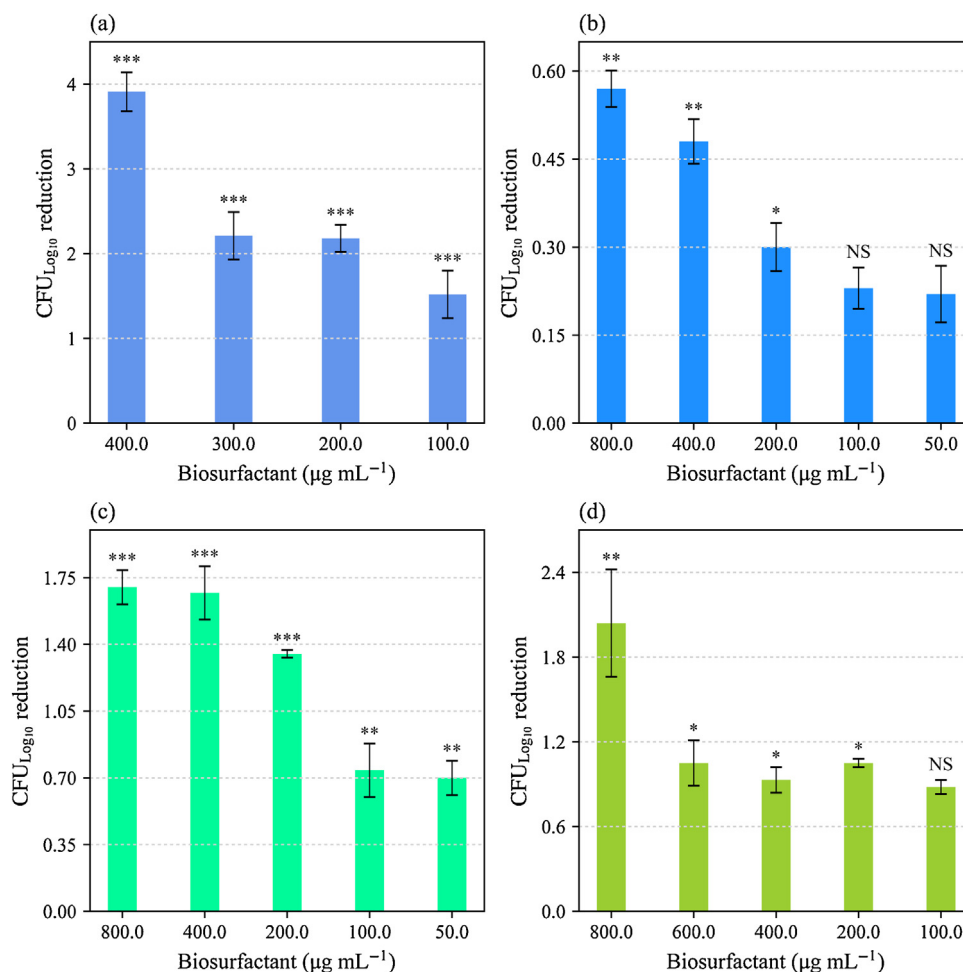 (a)
CFU_Log10 reduction
4
3
2
1
0
***
***
***
***
400.0 300.0 200.0 100.0
Biosurfactant (µg mL⁻¹)
(b)
CFU_Log10 reduction
0.60
0.45
0.30
0.15
0.00
**
**
*
NS
NS
800.0 400.0 200.0 100.0 50.0
Biosurfactant (µg mL⁻¹)
(c)
CFU_Log10 reduction
1.75
1.40
1.05
0.70
0.35
0.00
***
***
***
**
**
800.0 400.0 200.0 100.0 50.0
Biosurfactant (µg mL⁻¹)
(d)
CFU_Log10 reduction
2.4
1.8
1.2
0.6
0.0
**
*
*
*
NS
800.0 600.0 400.0 200.0 100.0
Biosurfactant (µg mL⁻¹)